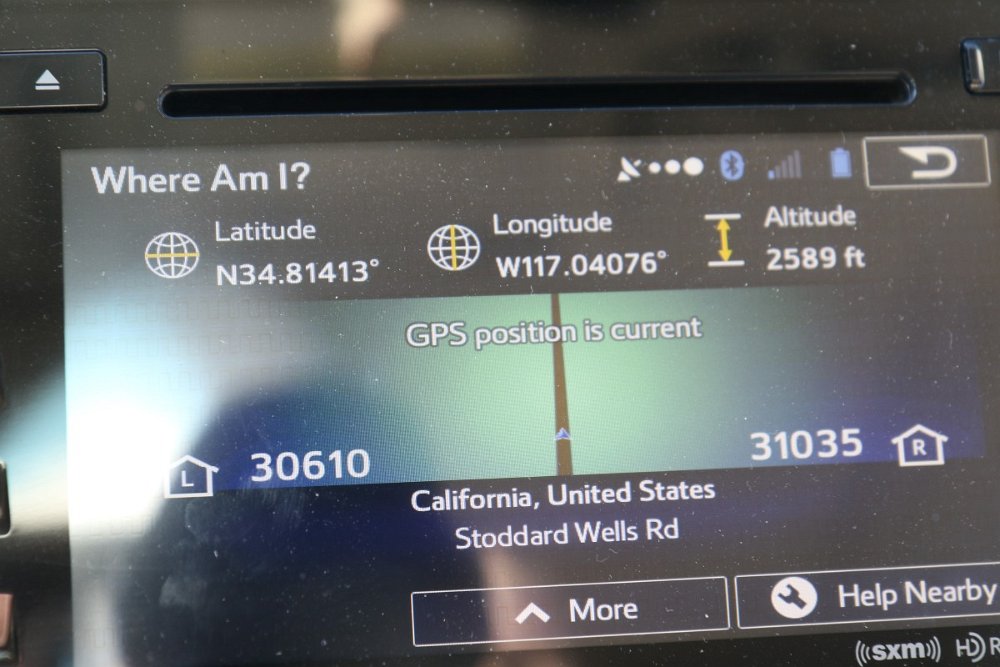 Where Am I?
Latitude
N34.81413°
Longitude
W117.04076°
Altitude
2589 ft
GPS position is current
L
30610
31035
R
California, United States
Stoddard Wells Rd
More
Help Nearby
((sxm))
HD R